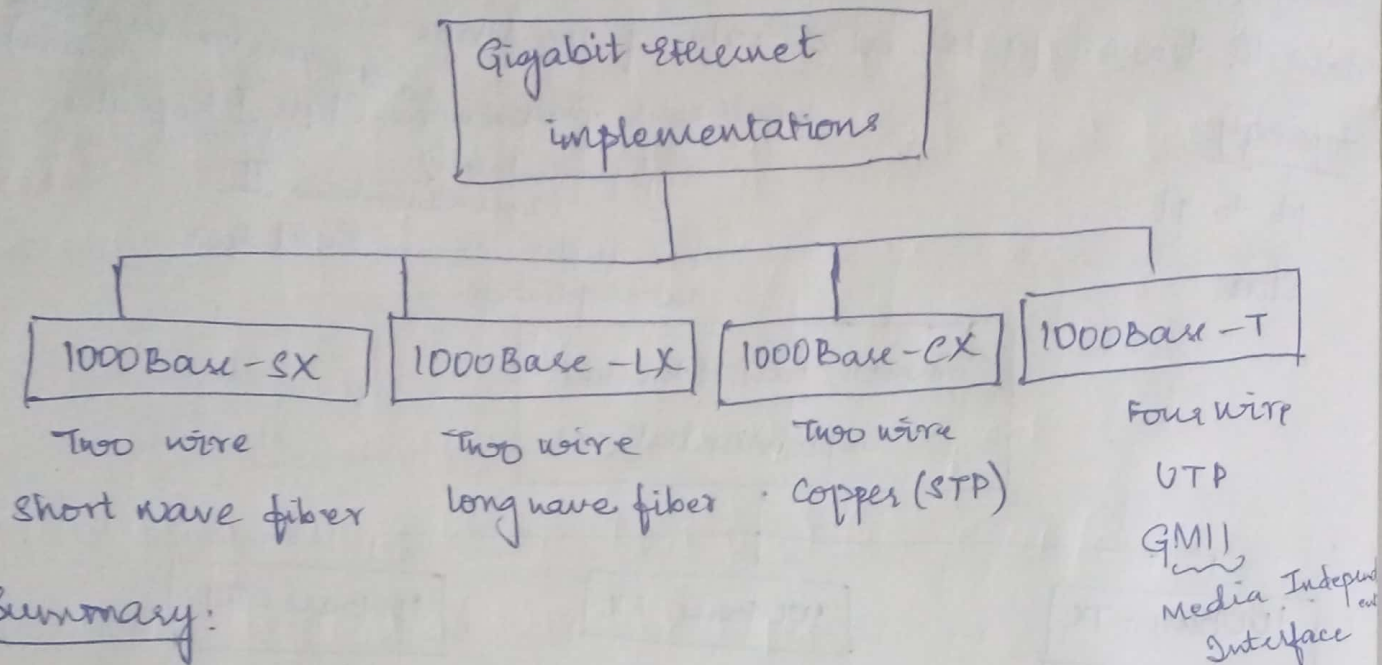 Gigabit Ethernet
implementations
1000Base-SX
1000Base-LX
1000Base-CX
1000Base-T
Two wire
short wave fiber
Two wire
long wave fiber
Two wire
Copper (STP)
Four wire
UTP
GMII
Media Independent
Interface
Summary: